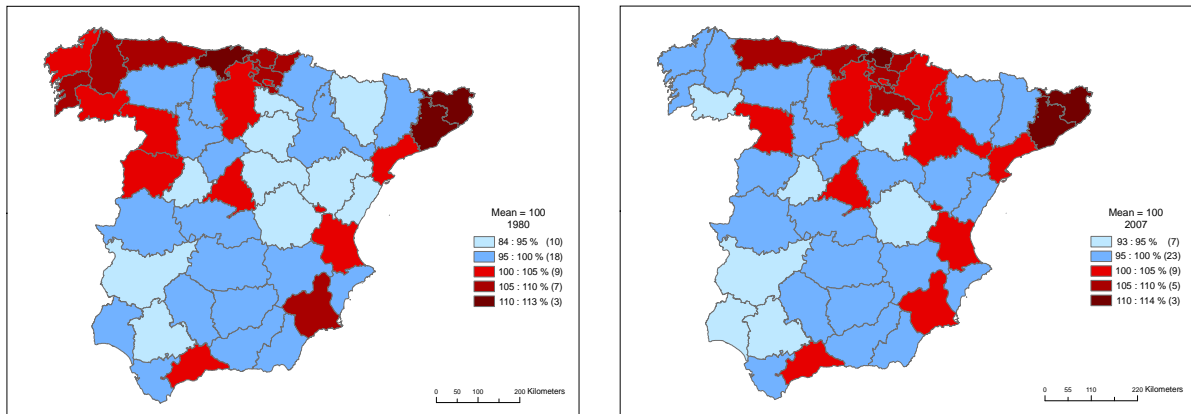 Mean = 100
1980
84 : 95 % (10)
95 : 100 % (18)
100 : 105 % (9)
105 : 110 % (7)
110 : 113 % (3)
0 50 100 200 Kilometers
Mean = 100
2007
93 : 95 % (7)
95 : 100 % (23)
100 : 105 % (9)
105 : 110 % (5)
110 : 114 % (3)
0 55 110 220 Kilometers